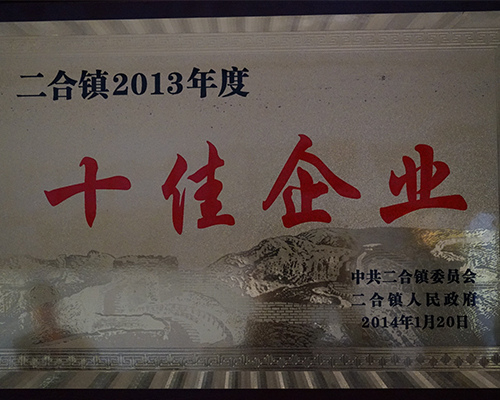 二合镇2013年度
十佳企业
中共二合镇委员会
二合镇人民政府
2014年1月20日